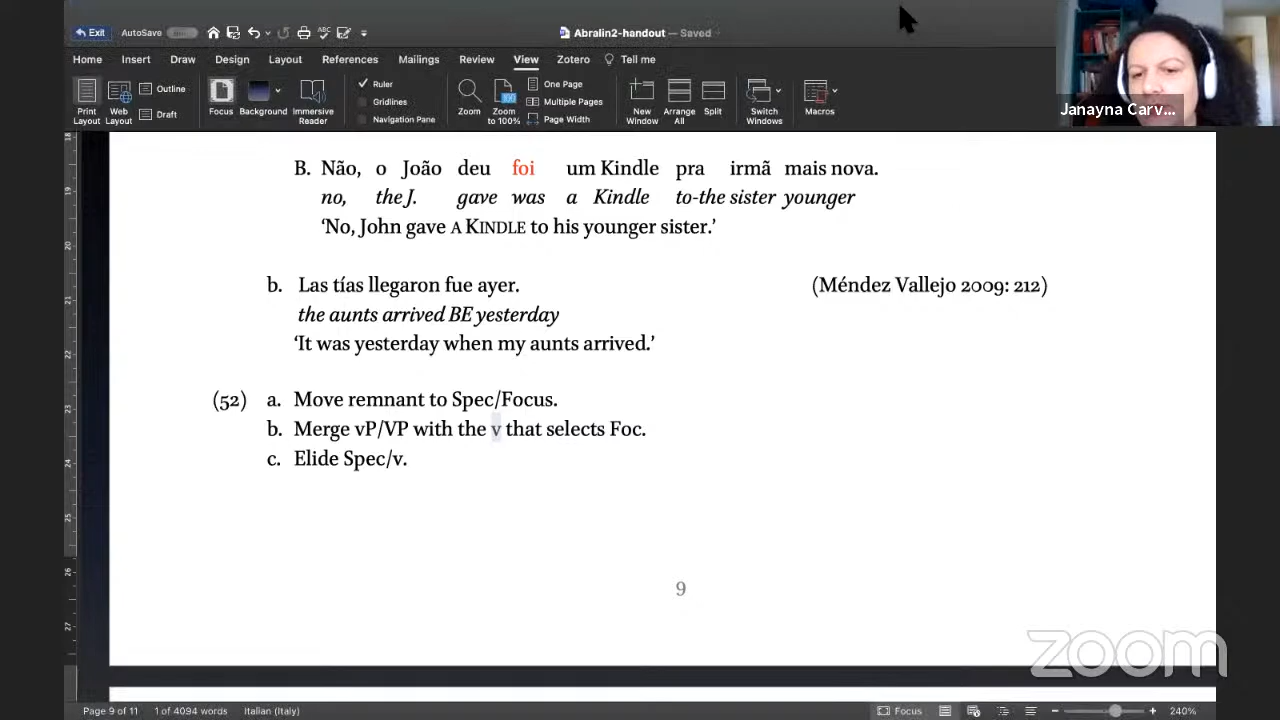 Exit AutoSave Abralin2-handout — Saved
Home Insert Draw Design Layout References Mailings Review View Zotero Tell me
Print Layout Web Layout Outline Draft Focus Background Immersive Reader Ruler Gridlines Navigation Pane Zoom Zoom to 100% One Page Multiple Pages Page Width New Window Arrange All Split Switch Windows Macros
Janayna Carv...
B. Não, o João deu foi um Kindle pra irmã mais nova.
no, the J. gave was a Kindle to-the sister younger
‘No, John gave A KINDLE to his younger sister.’
b. Las tías llegaron fue ayer. (Méndez Vallejo 2009: 212)
the aunts arrived BE yesterday
‘It was yesterday when my aunts arrived.’
(52) a. Move remnant to Spec/Focus.
b. Merge vP/VP with the v that selects Foc.
c. Elide Spec/v.
9
zoom
Page 9 of 11 1 of 4094 words Italian (Italy) Focus 240%